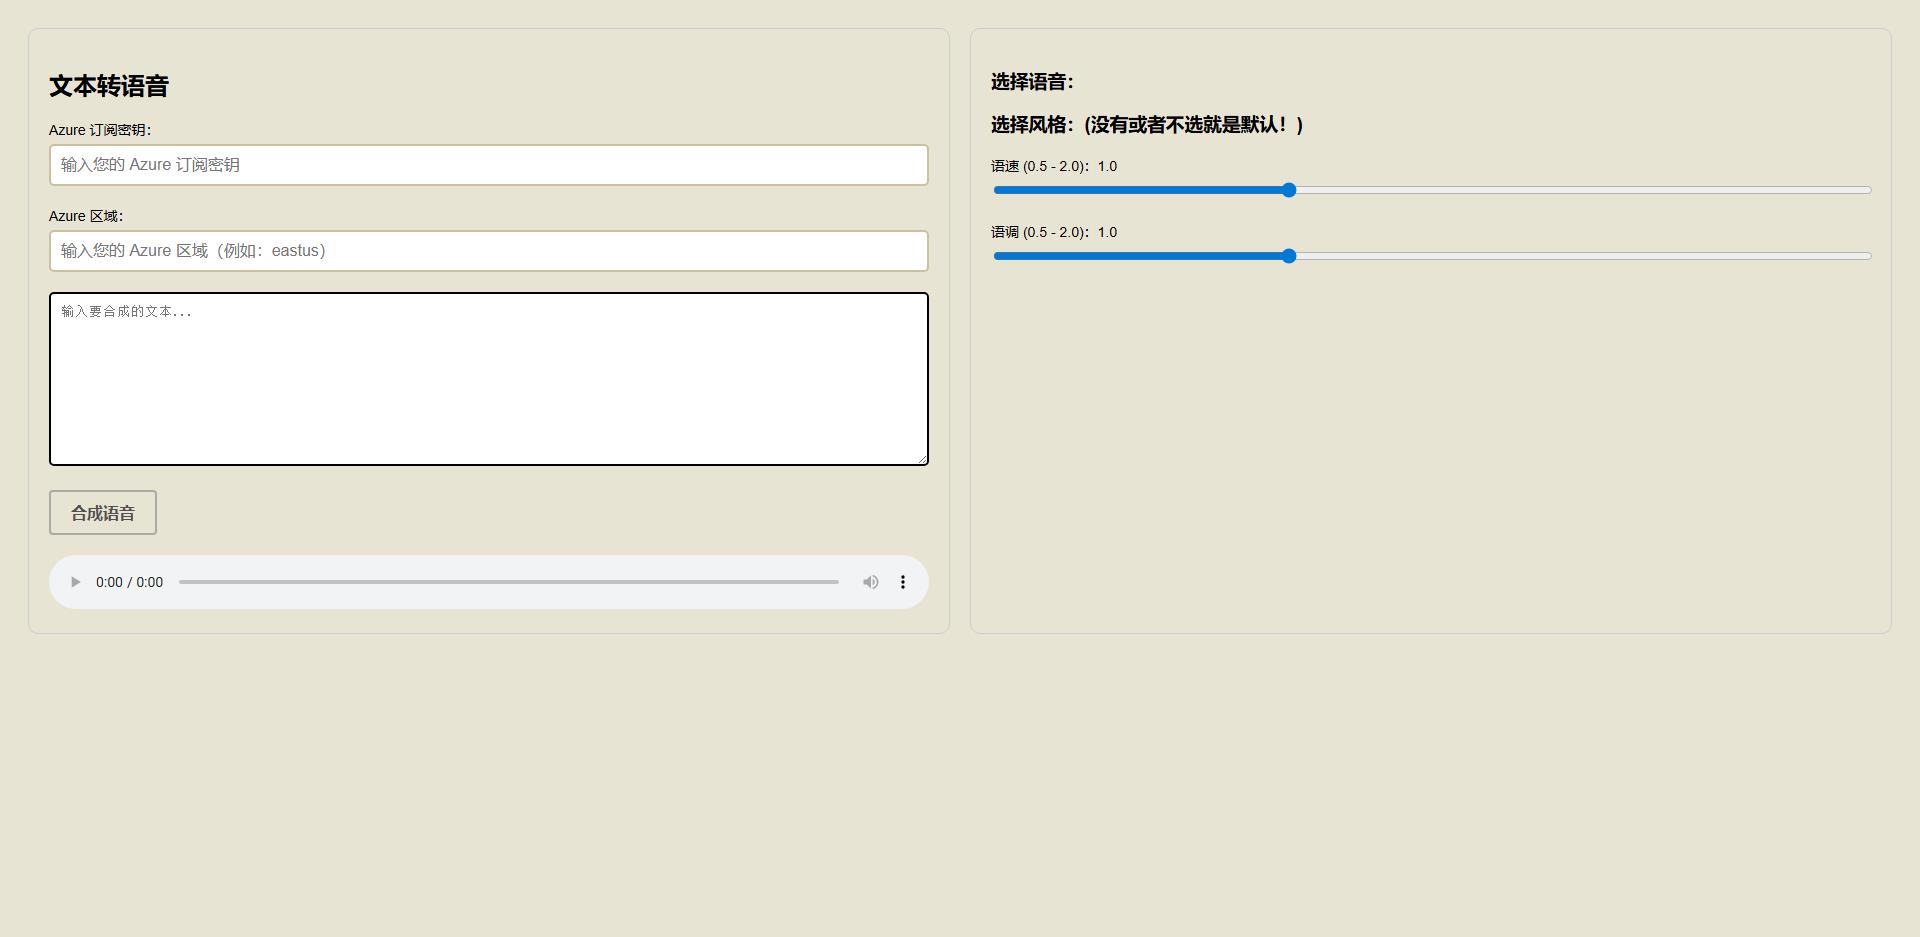 文本转语音
Azure 订阅密钥：
输入您的 Azure 订阅密钥
Azure 区域：
输入您的 Azure 区域（例如：eastus）
输入要合成的文本...
合成语音
0:00 / 0:00
选择语音：
选择风格：(没有或者不选就是默认！)
语速 (0.5 - 2.0)：1.0
语调 (0.5 - 2.0)：1.0